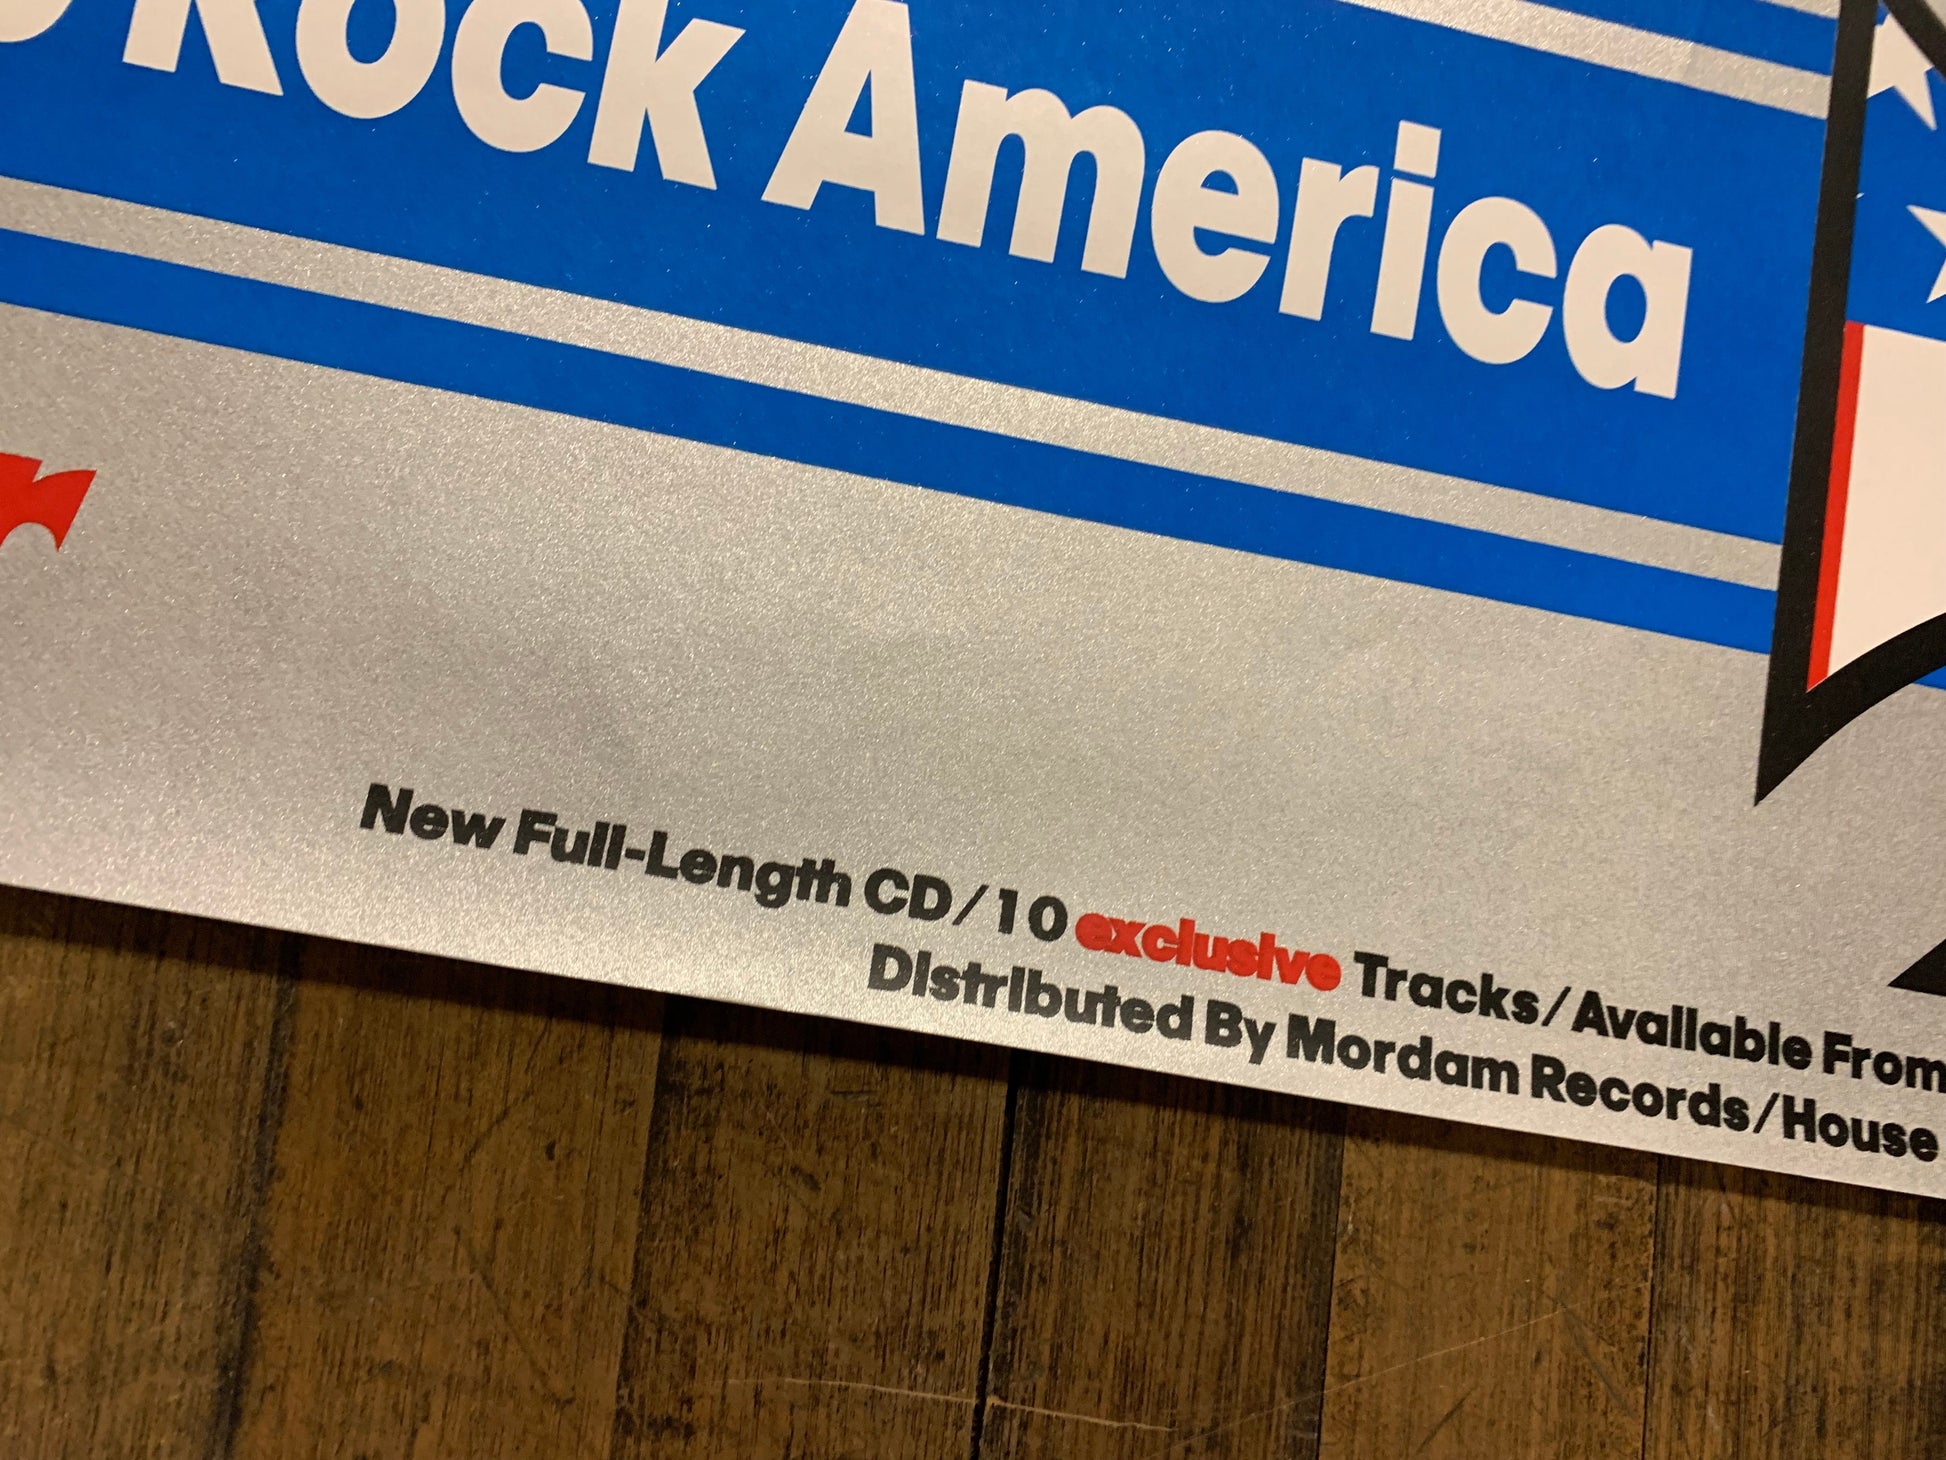 Rock America
New Full-Length CD/10 exclusive Tracks/Available From
Distributed By Mordam Records/House